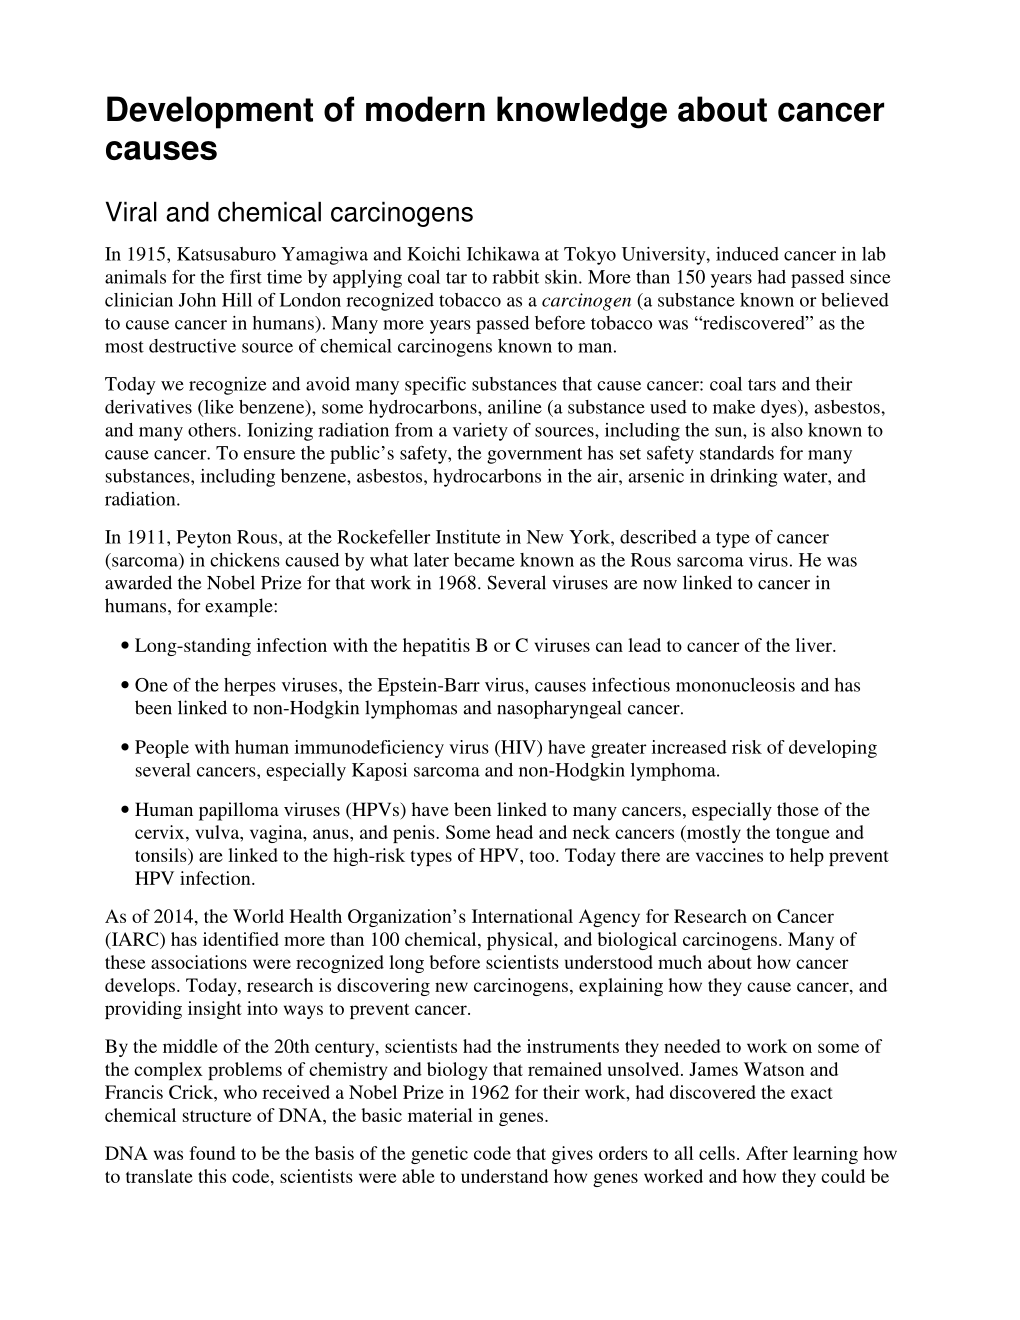 Development of modern knowledge about cancer
causes
Viral and chemical carcinogens
In 1915, Katsusaburo Yamagiwa and Koichi Ichikawa at Tokyo University, induced cancer in lab
animals for the first time by applying coal tar to rabbit skin. More than 150 years had passed since
clinician John Hill of London recognized tobacco as a carcinogen (a substance known or believed
to cause cancer in humans). Many more years passed before tobacco was “rediscovered” as the
most destructive source of chemical carcinogens known to man.
Today we recognize and avoid many specific substances that cause cancer: coal tars and their
derivatives (like benzene), some hydrocarbons, aniline (a substance used to make dyes), asbestos,
and many others. Ionizing radiation from a variety of sources, including the sun, is also known to
cause cancer. To ensure the public’s safety, the government has set safety standards for many
substances, including benzene, asbestos, hydrocarbons in the air, arsenic in drinking water, and
radiation.
In 1911, Peyton Rous, at the Rockefeller Institute in New York, described a type of cancer
(sarcoma) in chickens caused by what later became known as the Rous sarcoma virus. He was
awarded the Nobel Prize for that work in 1968. Several viruses are now linked to cancer in
humans, for example:
• Long-standing infection with the hepatitis B or C viruses can lead to cancer of the liver.
• One of the herpes viruses, the Epstein-Barr virus, causes infectious mononucleosis and has
been linked to non-Hodgkin lymphomas and nasopharyngeal cancer.
• People with human immunodeficiency virus (HIV) have greater increased risk of developing
several cancers, especially Kaposi sarcoma and non-Hodgkin lymphoma.
• Human papilloma viruses (HPVs) have been linked to many cancers, especially those of the
cervix, vulva, vagina, anus, and penis. Some head and neck cancers (mostly the tongue and
tonsils) are linked to the high-risk types of HPV, too. Today there are vaccines to help prevent
HPV infection.
As of 2014, the World Health Organization’s International Agency for Research on Cancer
(IARC) has identified more than 100 chemical, physical, and biological carcinogens. Many of
these associations were recognized long before scientists understood much about how cancer
develops. Today, research is discovering new carcinogens, explaining how they cause cancer, and
providing insight into ways to prevent cancer.
By the middle of the 20th century, scientists had the instruments they needed to work on some of
the complex problems of chemistry and biology that remained unsolved. James Watson and
Francis Crick, who received a Nobel Prize in 1962 for their work, had discovered the exact
chemical structure of DNA, the basic material in genes.
DNA was found to be the basis of the genetic code that gives orders to all cells. After learning how
to translate this code, scientists were able to understand how genes worked and how they could be